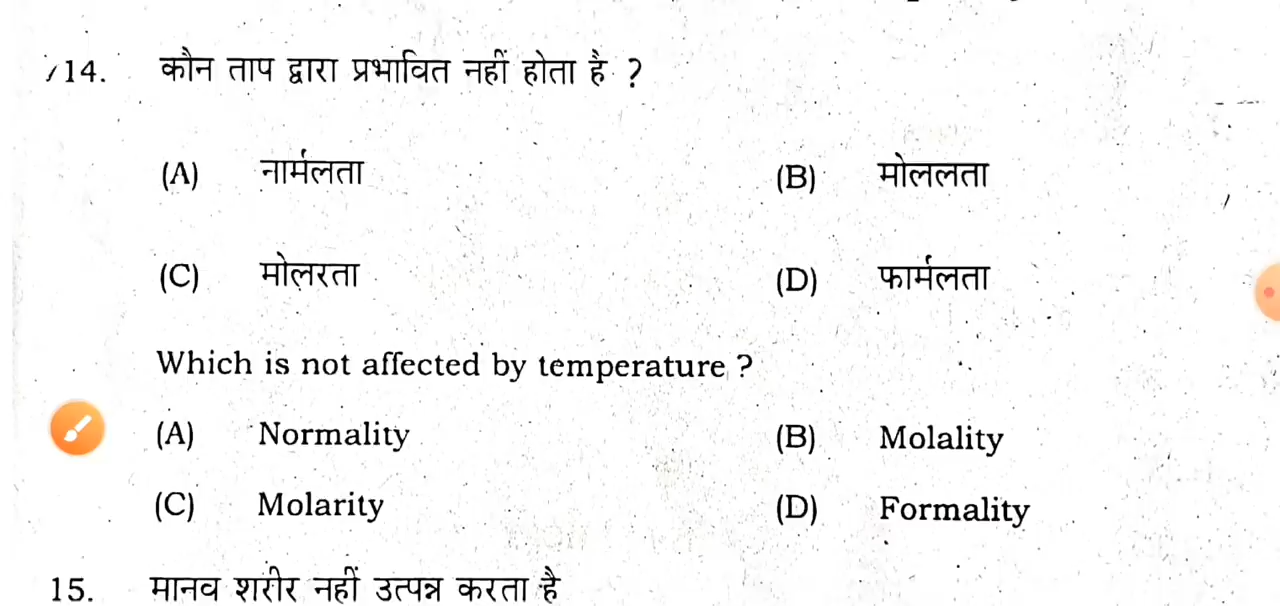 14. कौन ताप द्वारा प्रभावित नहीं होता है ?
(A) नार्मलता (B) मोललता
(C) मोलरता (D) फार्मलता
Which is not affected by temperature ?
(A) Normality (B) Molality
(C) Molarity (D) Formality
15. मानव शरीर नहीं उत्पन्न करता है